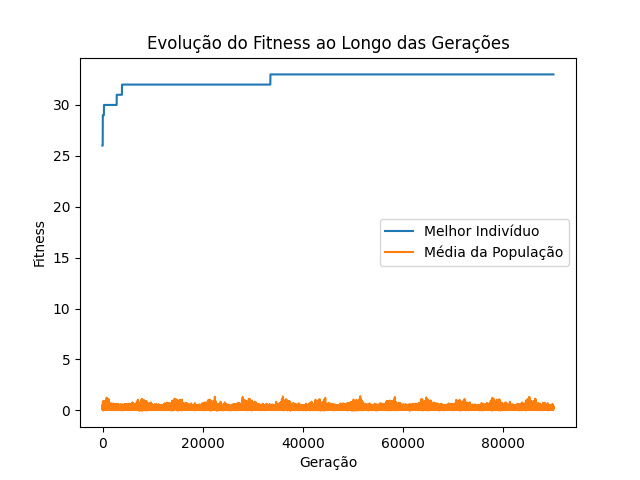 Evolução do Fitness ao Longo das Gerações
30
25
20
15
10
5
0
Fitness
Melhor Indivíduo
Média da População
0 20000 40000 60000 80000
Geração